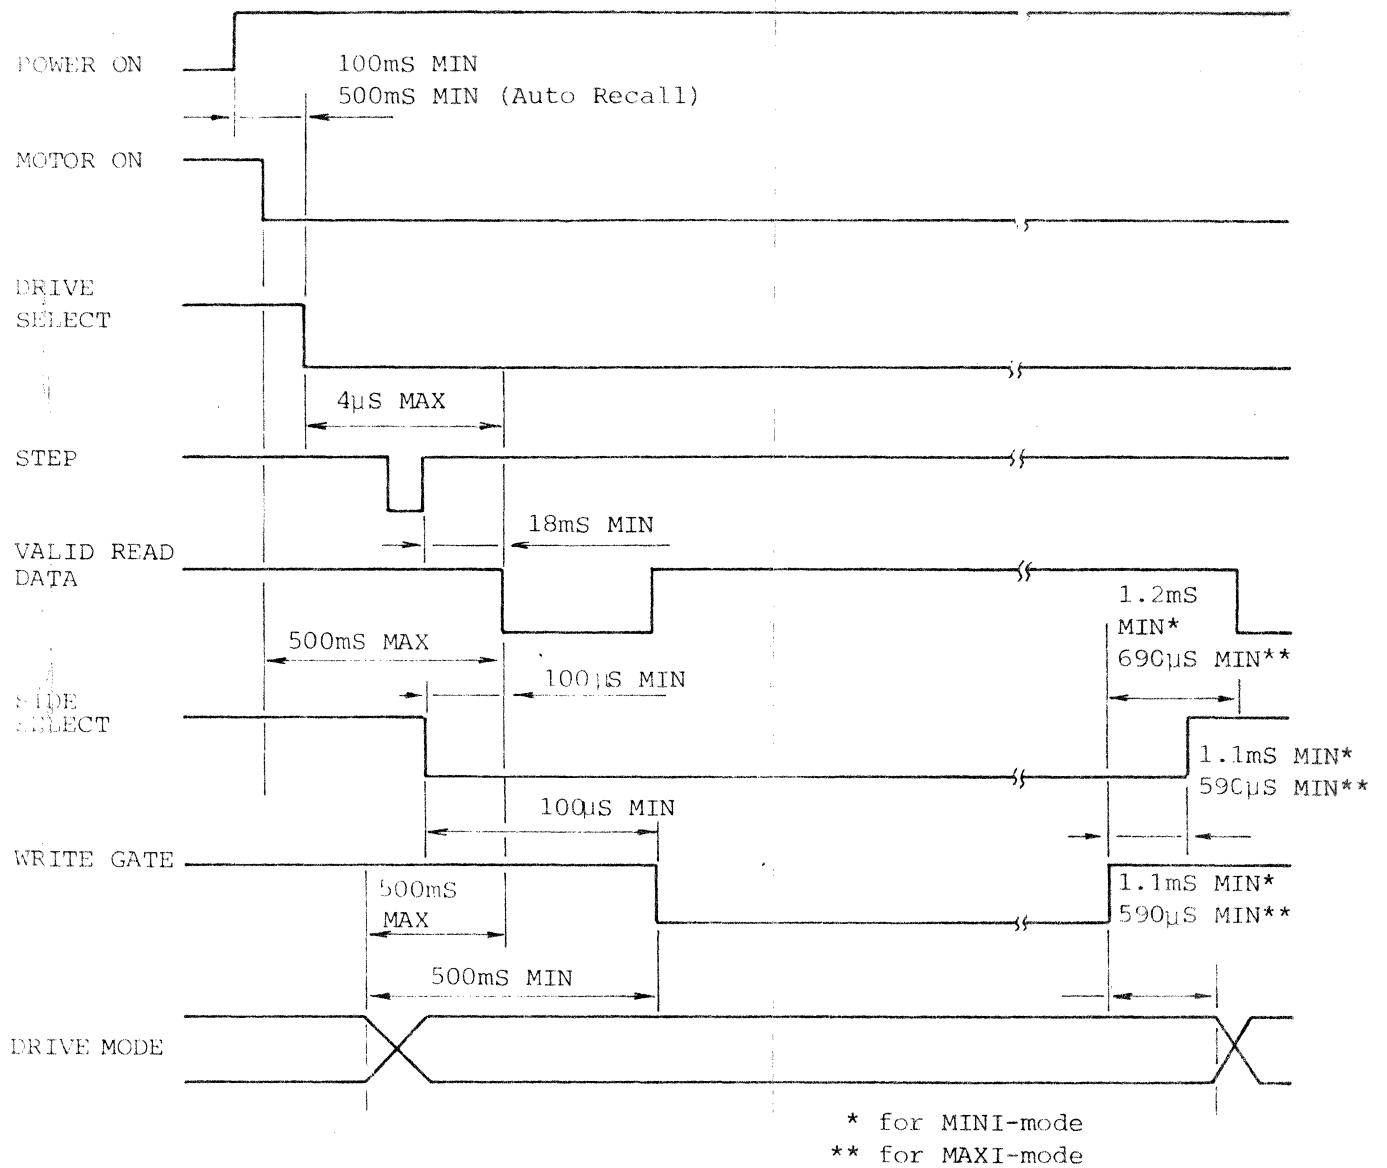 POWER ON
100mS MIN
500mS MIN (Auto Recall)
MOTOR ON
DRIVE
SELECT
4µS MAX
STEP
18mS MIN
VALID READ
DATA
1.2mS
MIN*
690µS MIN**
500mS MAX
100µS MIN
SIDE
SELECT
1.1mS MIN*
590µS MIN**
100µS MIN
WRITE GATE
500mS
MAX
1.1mS MIN*
590µS MIN**
500mS MIN
DRIVE MODE
* for MINI-mode
** for MAXI-mode